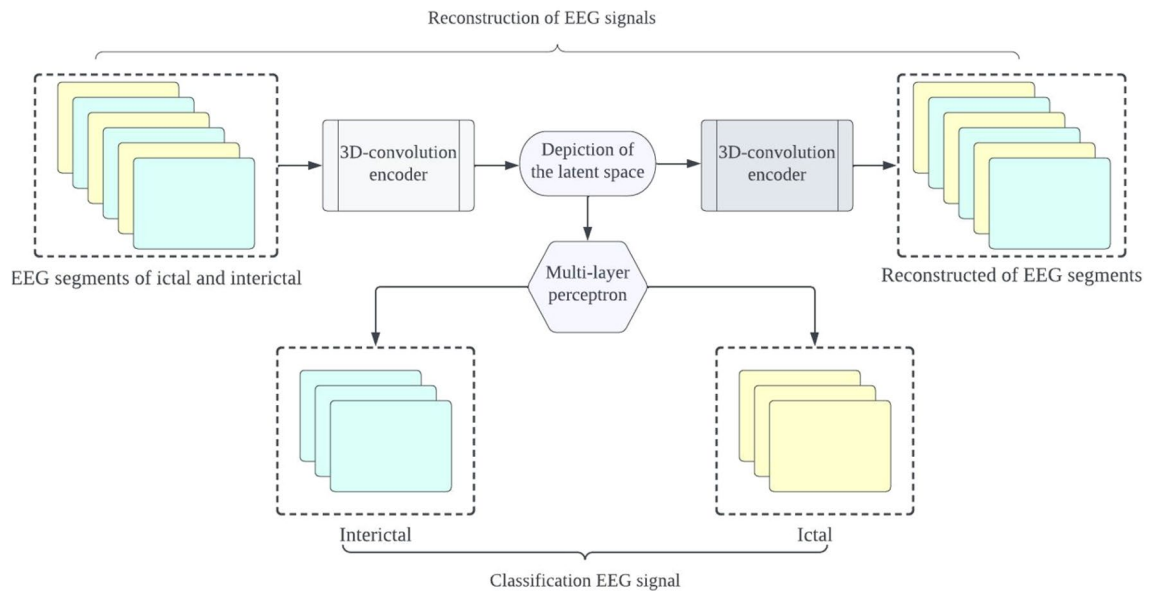 Reconstruction of EEG signals
3D-convolution
encoder
Depiction of
the latent space
3D-convolution
encoder
EEG segments of ictal and interictal
Reconstructed of EEG segments
Multi-layer
perceptron
Interictal
Ictal
Classification EEG signal